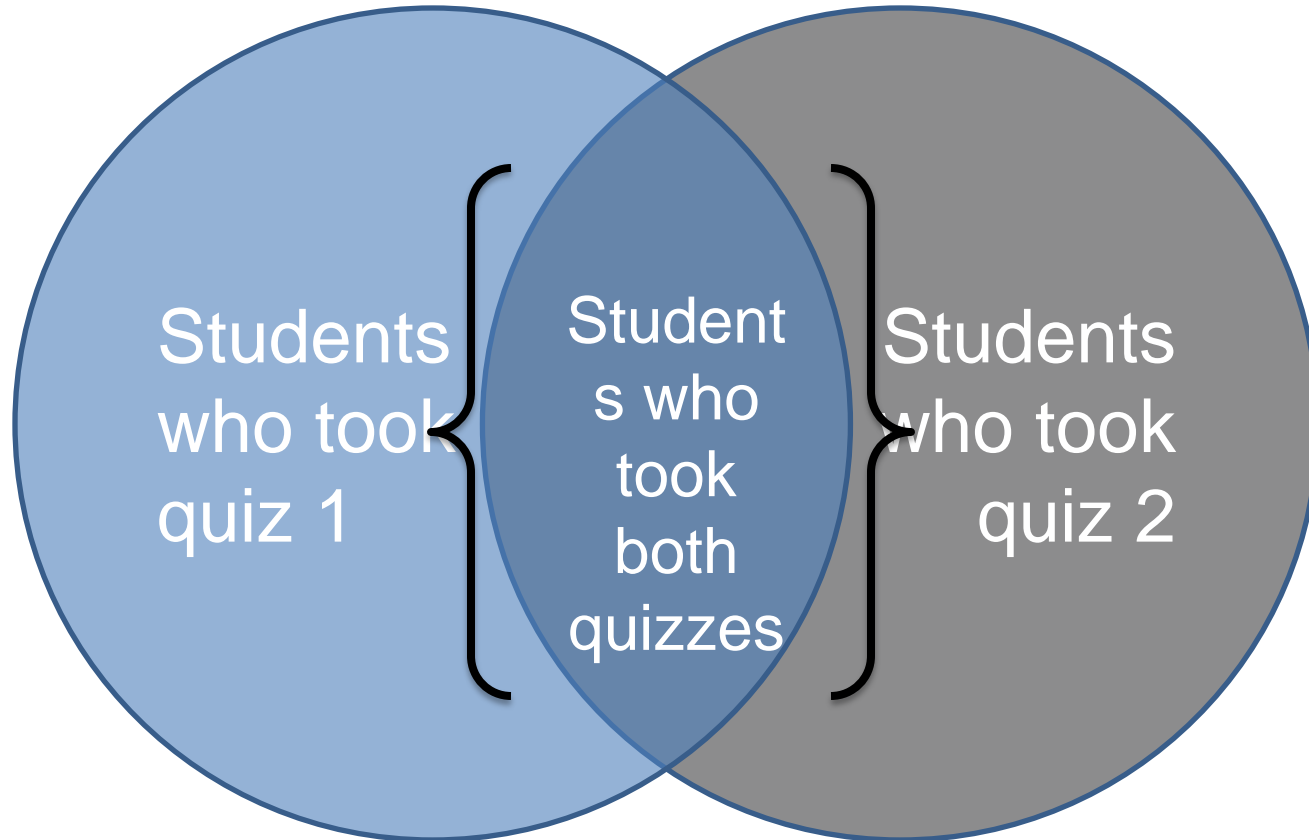 Students
who took
quiz 1
Student
s who
took
both
quizzes
Students
who took
quiz 2